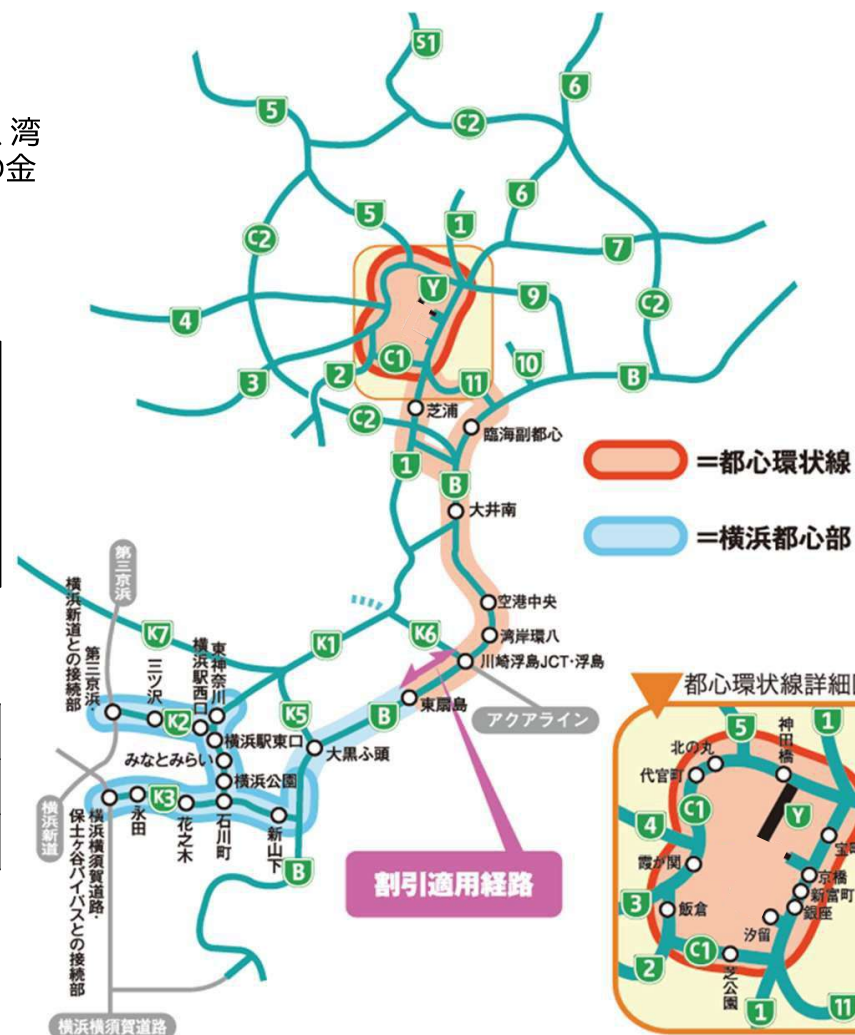 湾
の金
S1
5
C2
6
5
1
6
7
C2
Y
9
C2
4
C1
2
11
10
B
3
C2
芝浦
臨海副都心
1
B
=都心環状線
大井南
=横浜都心部
第三京浜
横浜新道との接続部
第三京浜・
三ツ沢
横浜駅西口
東神奈川
K7
K1
K6
空港中央
湾岸環八
川崎浮島JCT・浮島
K2
K5
B
東扇島
アクアライン
横浜駅東口
大黒ふ頭
みなとみらい
横浜公園
K3
永田
花之木
石川町
新山下
横浜新道
横浜横須賀道路・
保土ヶ谷バイパスとの接続部
B
割引適用経路
横浜横須賀道路
都心環状線詳細
5
神田橋
1
北の丸
代官町
C1
Y
4
宝
霞が関
京橋
新富町
3
飯倉
銀座
汐留
C1
2
芝公園
1
11